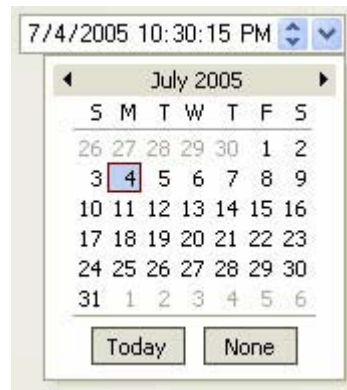 7/4/2005 10:30:15 PM
July 2005
S M T W T F S
26 27 28 29 30 1 2
3 4 5 6 7 8 9
10 11 12 13 14 15 16
17 18 19 20 21 22 23
24 25 26 27 28 29 30
31 1 2 3 4 5 6
Today None